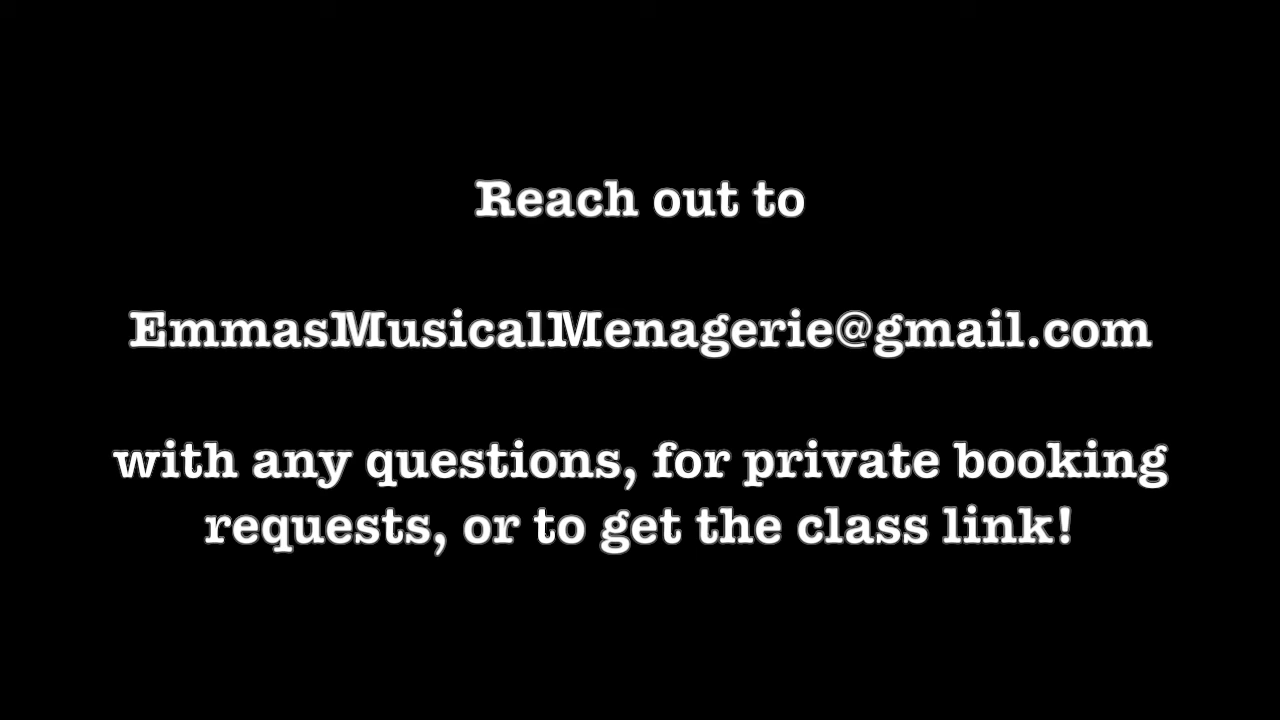 Reach out to
EmmasMusicalMenagerie@gmail.com
with any questions, for private booking
requests, or to get the class link!